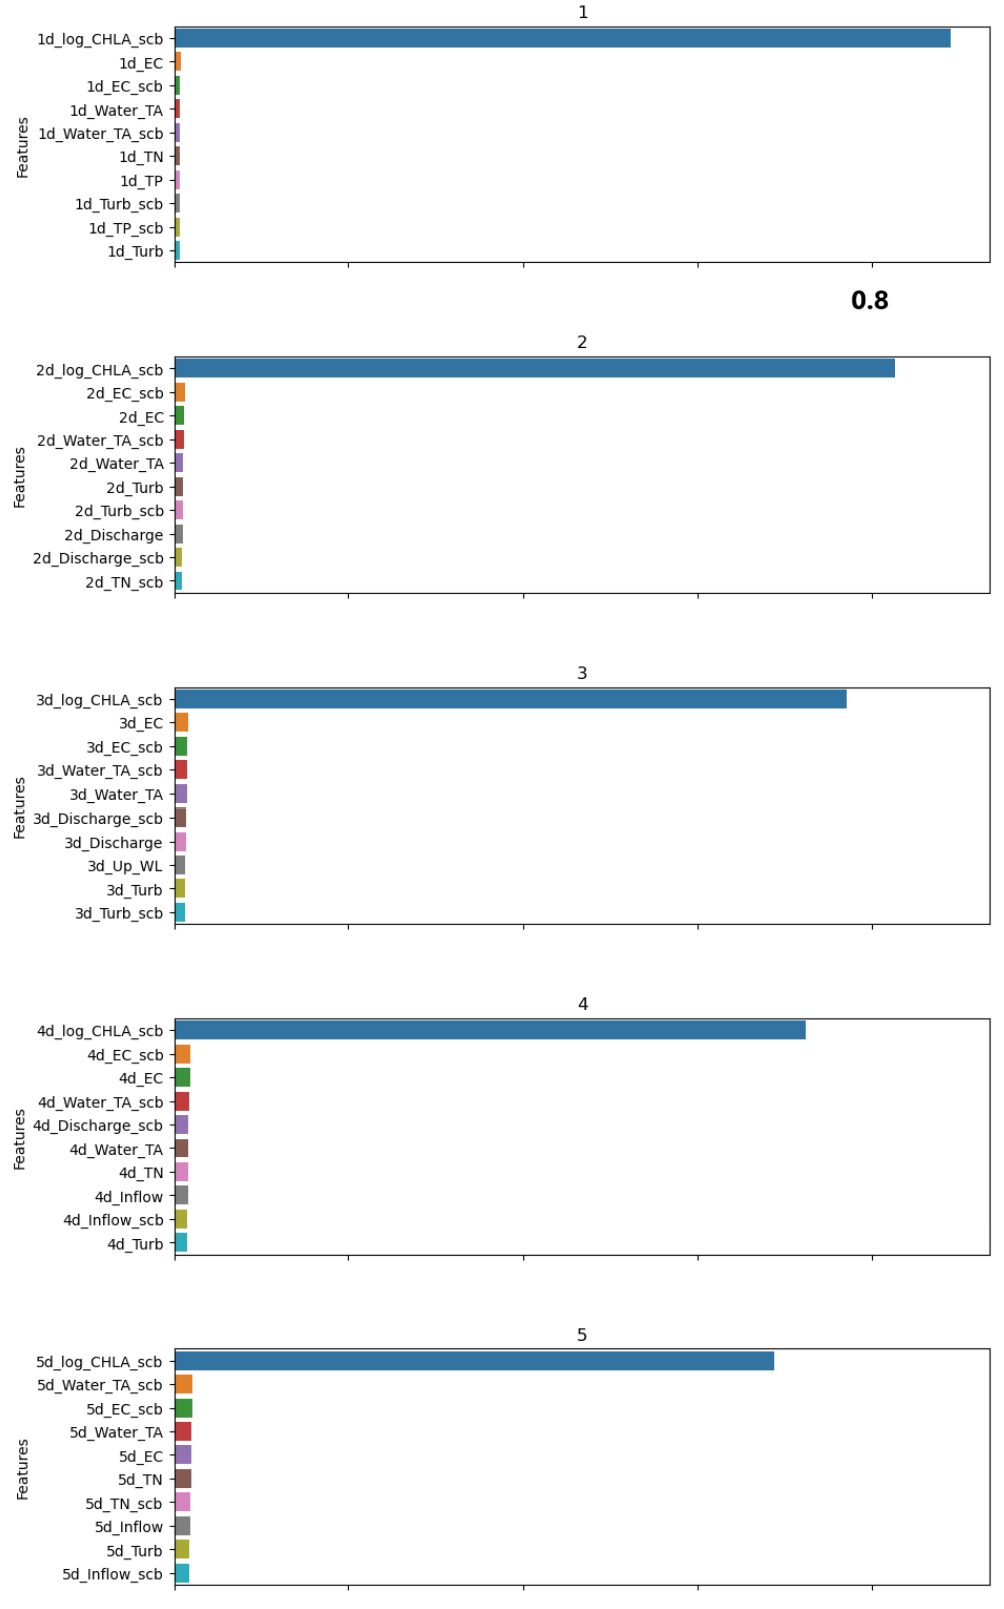 1
1d_log_CHLA_scb
1d_EC
1d_EC_scb
1d_Water_TA
1d_Water_TA_scb
1d_TN
1d_TP
1d_Turb_scb
1d_TP_scb
1d_Turb
Features
0.8
2
2d_log_CHLA_scb
2d_EC_scb
2d_EC
2d_Water_TA_scb
2d_Water_TA
2d_Turb
2d_Turb_scb
2d_Discharge
2d_Discharge_scb
2d_TN_scb
Features
3
3d_log_CHLA_scb
3d_EC
3d_EC_scb
3d_Water_TA_scb
3d_Water_TA
3d_Discharge_scb
3d_Discharge
3d_Up_WL
3d_Turb
3d_Turb_scb
Features
4
4d_log_CHLA_scb
4d_EC_scb
4d_EC
4d_Water_TA_scb
4d_Discharge_scb
4d_Water_TA
4d_TN
4d_Inflow
4d_Inflow_scb
4d_Turb
Features
5
5d_log_CHLA_scb
5d_Water_TA_scb
5d_EC_scb
5d_Water_TA
5d_EC
5d_TN
5d_TN_scb
5d_Inflow
5d_Turb
5d_Inflow_scb
Features